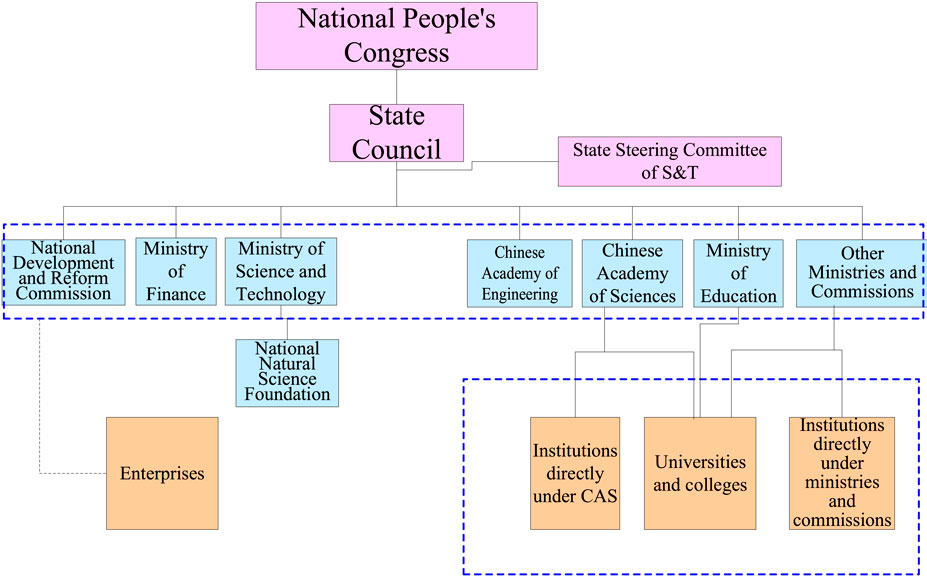 National People's
Congress
State
Council
State Steering Committee
of S&T
National
Development
and Reform
Commission
Ministry
of
Finance
Ministry of
Science and
Technology
Chinese
Academy of
Engineering
Chinese
Academy
of Sciences
Ministry
of
Education
Other
Ministries and
Commissions
National
Natural
Science
Foundation
Enterprises
Institutions
directly
under CAS
Universities
and colleges
Institutions
directly
under
ministries
and
commissions